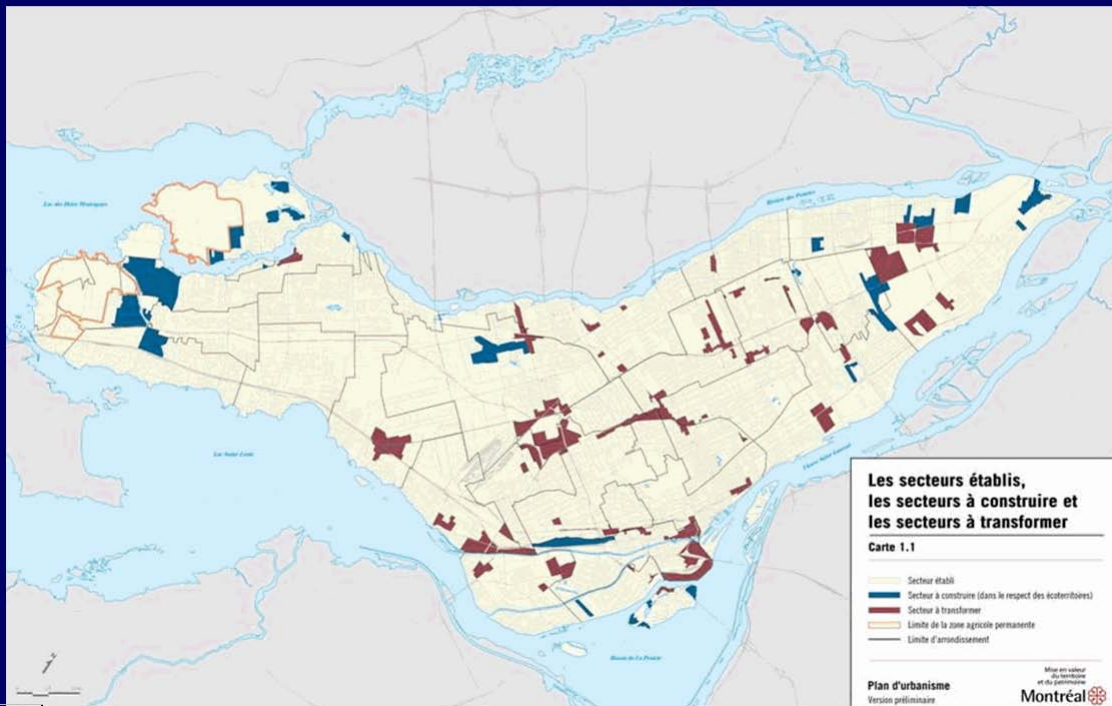 Lac des Deux Montagnes
Rivière des Prairies
Lac Saint-Louis
Fleuve Saint-Laurent
Bassin de La Prairie
Les secteurs établis,
les secteurs à construire et
les secteurs à transformer
Carte 1.1
Secteur établi
Secteur à construire (dans le respect des écoterritoires)
Secteur à transformer
Limite de la zone agricole permanente
Limite d'arrondissement
Plan d'urbanisme
Version préliminaire
Mise en valeur
du territoire
et du patrimoine
Montréal